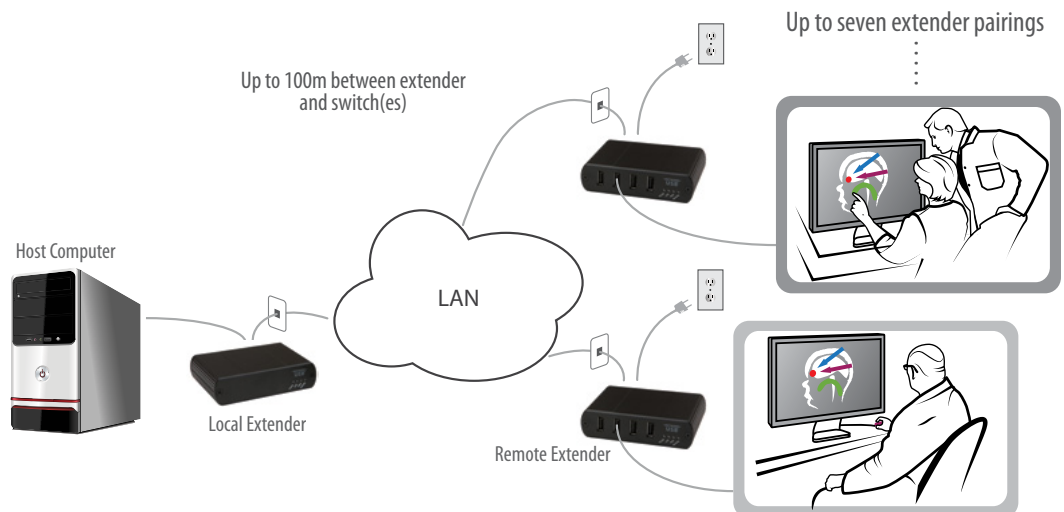 Up to seven extender pairings
Up to 100m between extender
and switch(es)
Host Computer
LAN
Local Extender
Remote Extender